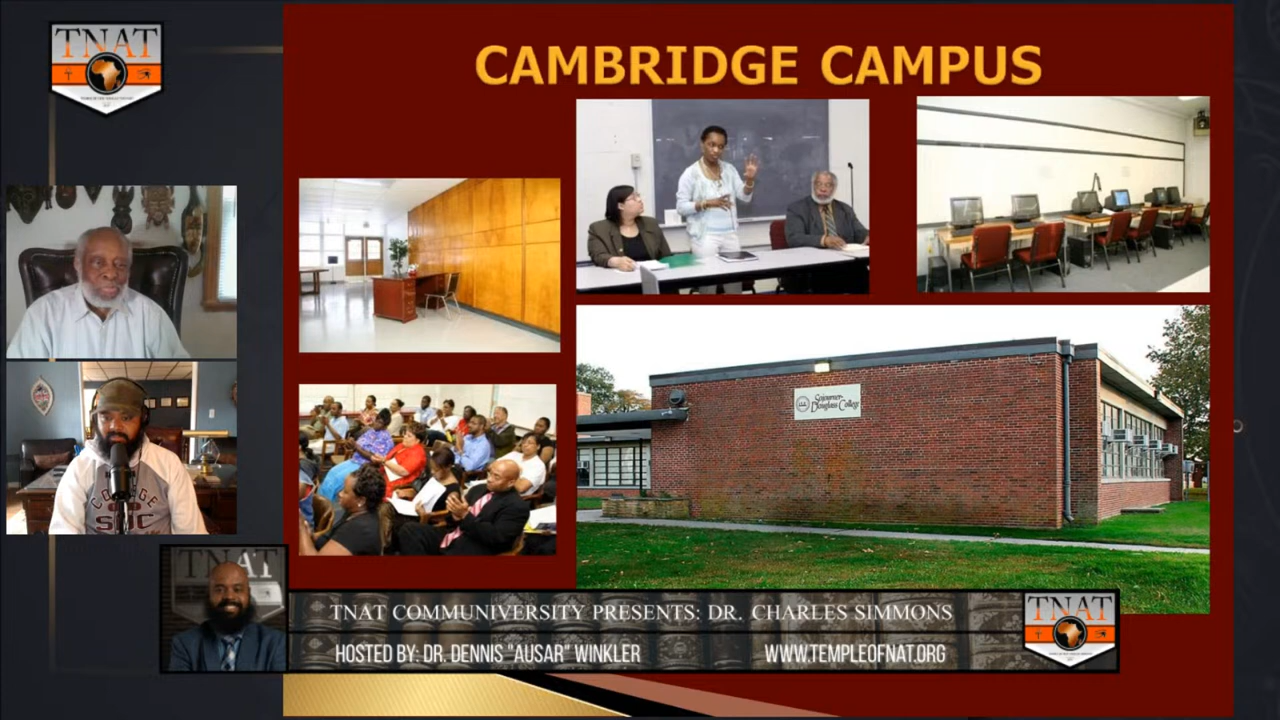 TNAT
CAMBRIDGE CAMPUS
Sojourner-
Douglass College
COLLEGE
TNAT
TNAT COMMUNIVERSITY PRESENTS: DR. CHARLES SIMMONS
HOSTED BY: DR. DENNIS "AUSAR" WINKLER
WWW.TEMPLEOFNAT.ORG
TNAT